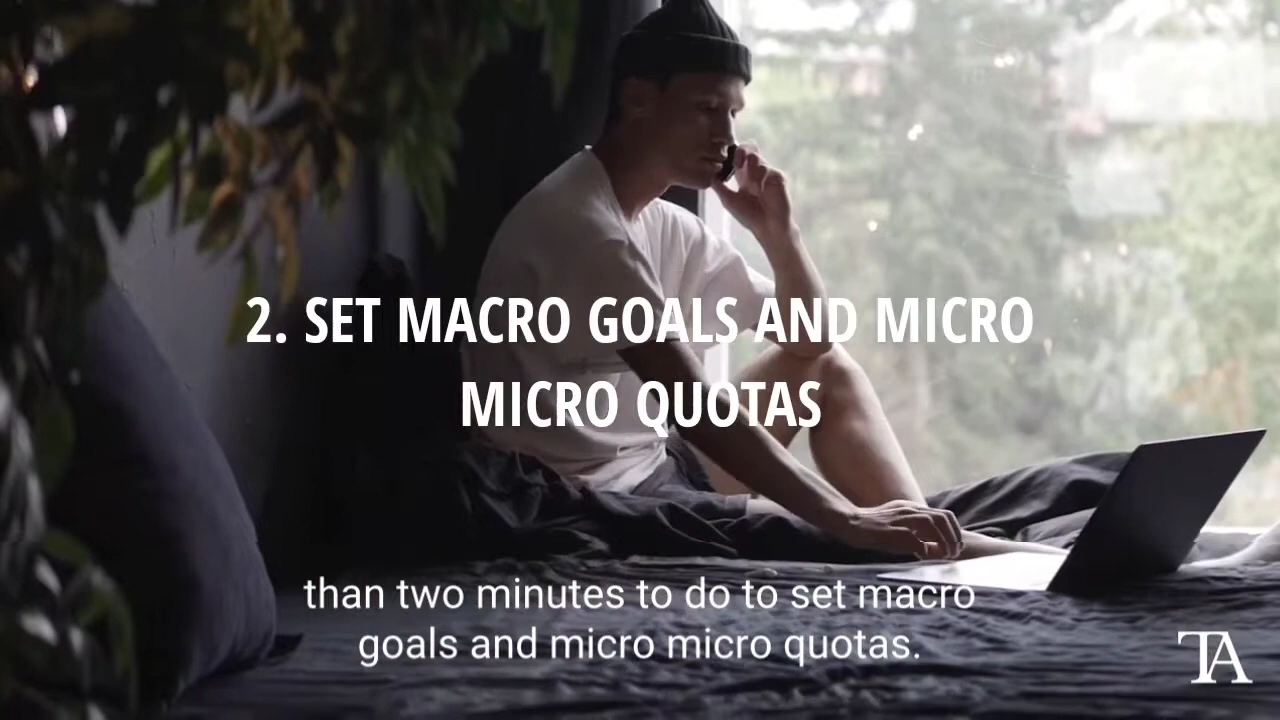 2. SET MACRO GOALS AND MICRO
MICRO QUOTAS
than two minutes to do to set macro
goals and micro micro quotas.
TA